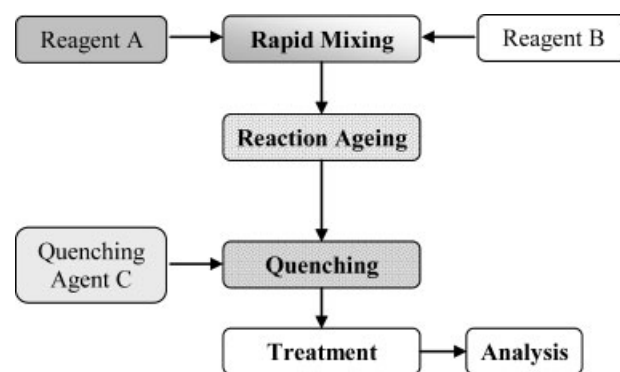 Reagent A
Rapid Mixing
Reagent B
Reaction Ageing
Quenching
Agent C
Quenching
Treatment
Analysis